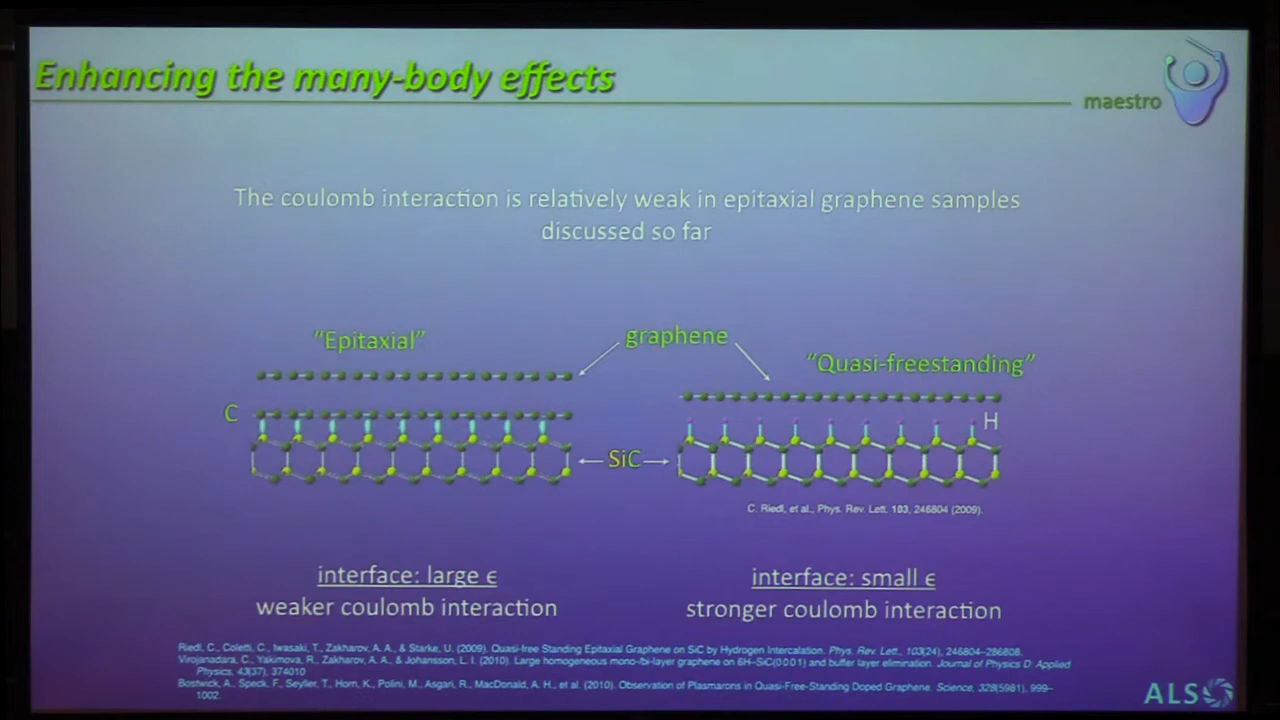 Enhancing the many-body effects
maestro
The coulomb interaction is relatively weak in epitaxial graphene samples
discussed so far
"Epitaxial"
graphene
"Quasi-freestanding"
C
H
SiC
C. Riedl, et al., Phys. Rev. Lett. 103, 246804 (2009).
interface: large ϵ
weaker coulomb interaction
interface: small ϵ
stronger coulomb interaction
Riedl, C., Coletti, C., Iwasaki, T., Zakharov, A. A., & Starke, U. (2009). Quasi-free Standing Epitaxial Graphene on SiC by Hydrogen Intercalation. Phys. Rev. Lett., 103(24), 246804–286808.
Virojanadara, C., Yakimova, R., Zakharov, A. A., & Johansson, L. I. (2010). Large homogeneous mono-/bi-layer graphene on 6H–SiC(0 0 0 1) and buffer layer elimination. Journal of Physics D: Applied
Physics, 43(37), 374010
Bostwick, A., Speck, F., Seyller, T., Horn, K., Polini, M., Asgari, R., MacDonald, A. H., et al. (2010). Observation of Plasmarons in Quasi-Free-Standing Doped Graphene. Science, 328(5981), 999–
1002.
ALS